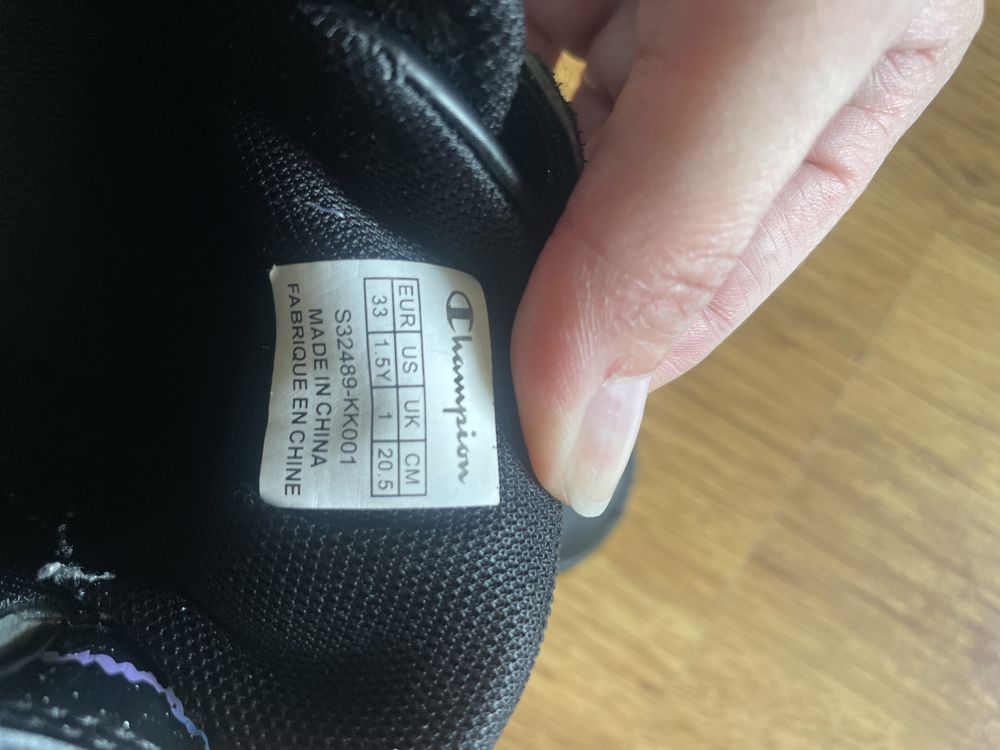 Champion
EUR US UK CM
33 1.5Y 1 20.5
S32489-KK001
MADE IN CHINA
FABRIQUE EN CHINE